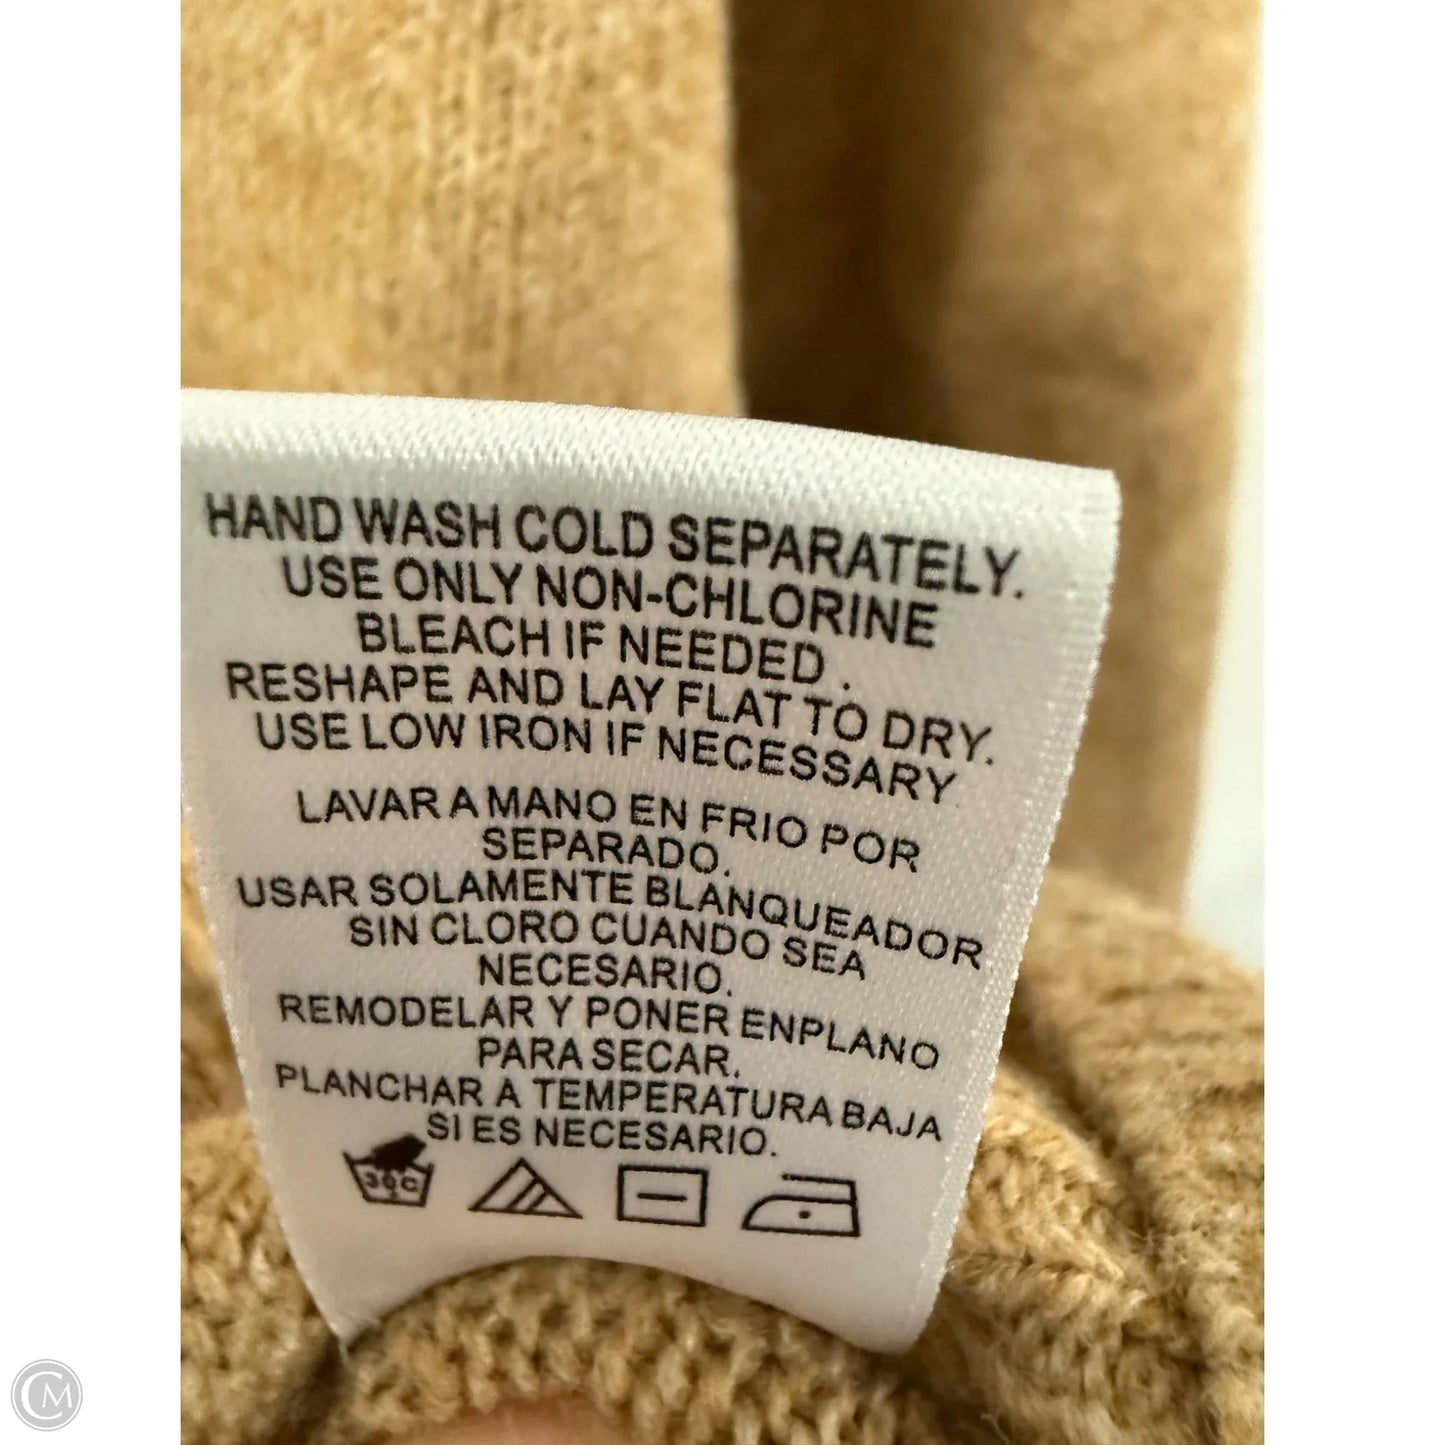 HAND WASH COLD SEPARATELY.
USE ONLY NON-CHLORINE
BLEACH IF NEEDED .
RESHAPE AND LAY FLAT TO DRY.
USE LOW IRON IF NECESSARY
LAVAR A MANO EN FRIO POR
SEPARADO.
USAR SOLAMENTE BLANQUEADOR
SIN CLORO CUANDO SEA
NECESARIO.
REMODELAR Y PONER ENPLANO
PARA SECAR.
PLANCHAR A TEMPERATURA BAJA
SI ES NECESARIO.
30C
CM